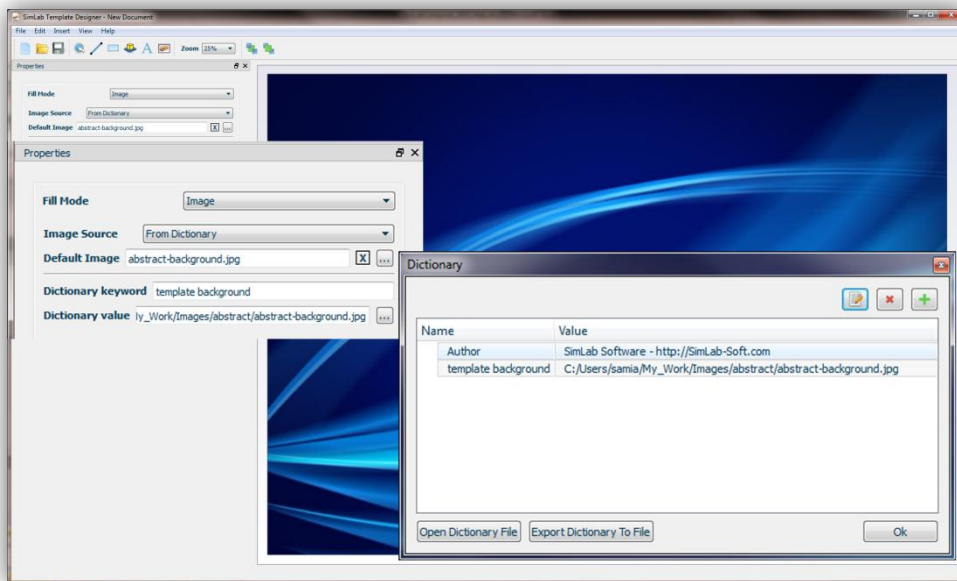 SimLab Template Designer - New Document
File Edit Insert View Help
Zoom 25%
Properties
Fill Mode Image
Image Source From Dictionary
Default Image abstract-background.jpg X ...
Properties
Fill Mode Image
Image Source From Dictionary
Default Image abstract-background.jpg X ...
Dictionary keyword template background
Dictionary value ly_Work/Images/abstract/abstract-background.jpg ...
Dictionary
Name Value
Author SimLab Software - http://SimLab-Soft.com
template background C:/Users/samia/My_Work/Images/abstract/abstract-background.jpg
Open Dictionary File Export Dictionary To File Ok